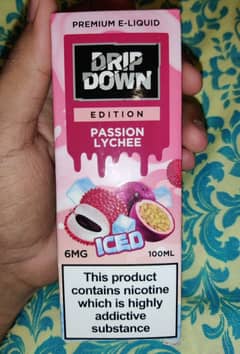 PREMIUM E-LIQUID
DRIP
DOWN
EDITION
PASSION
LYCHEE
ICED
6MG
100ML
This product
contains nicotine
which is highly
addictive
substance